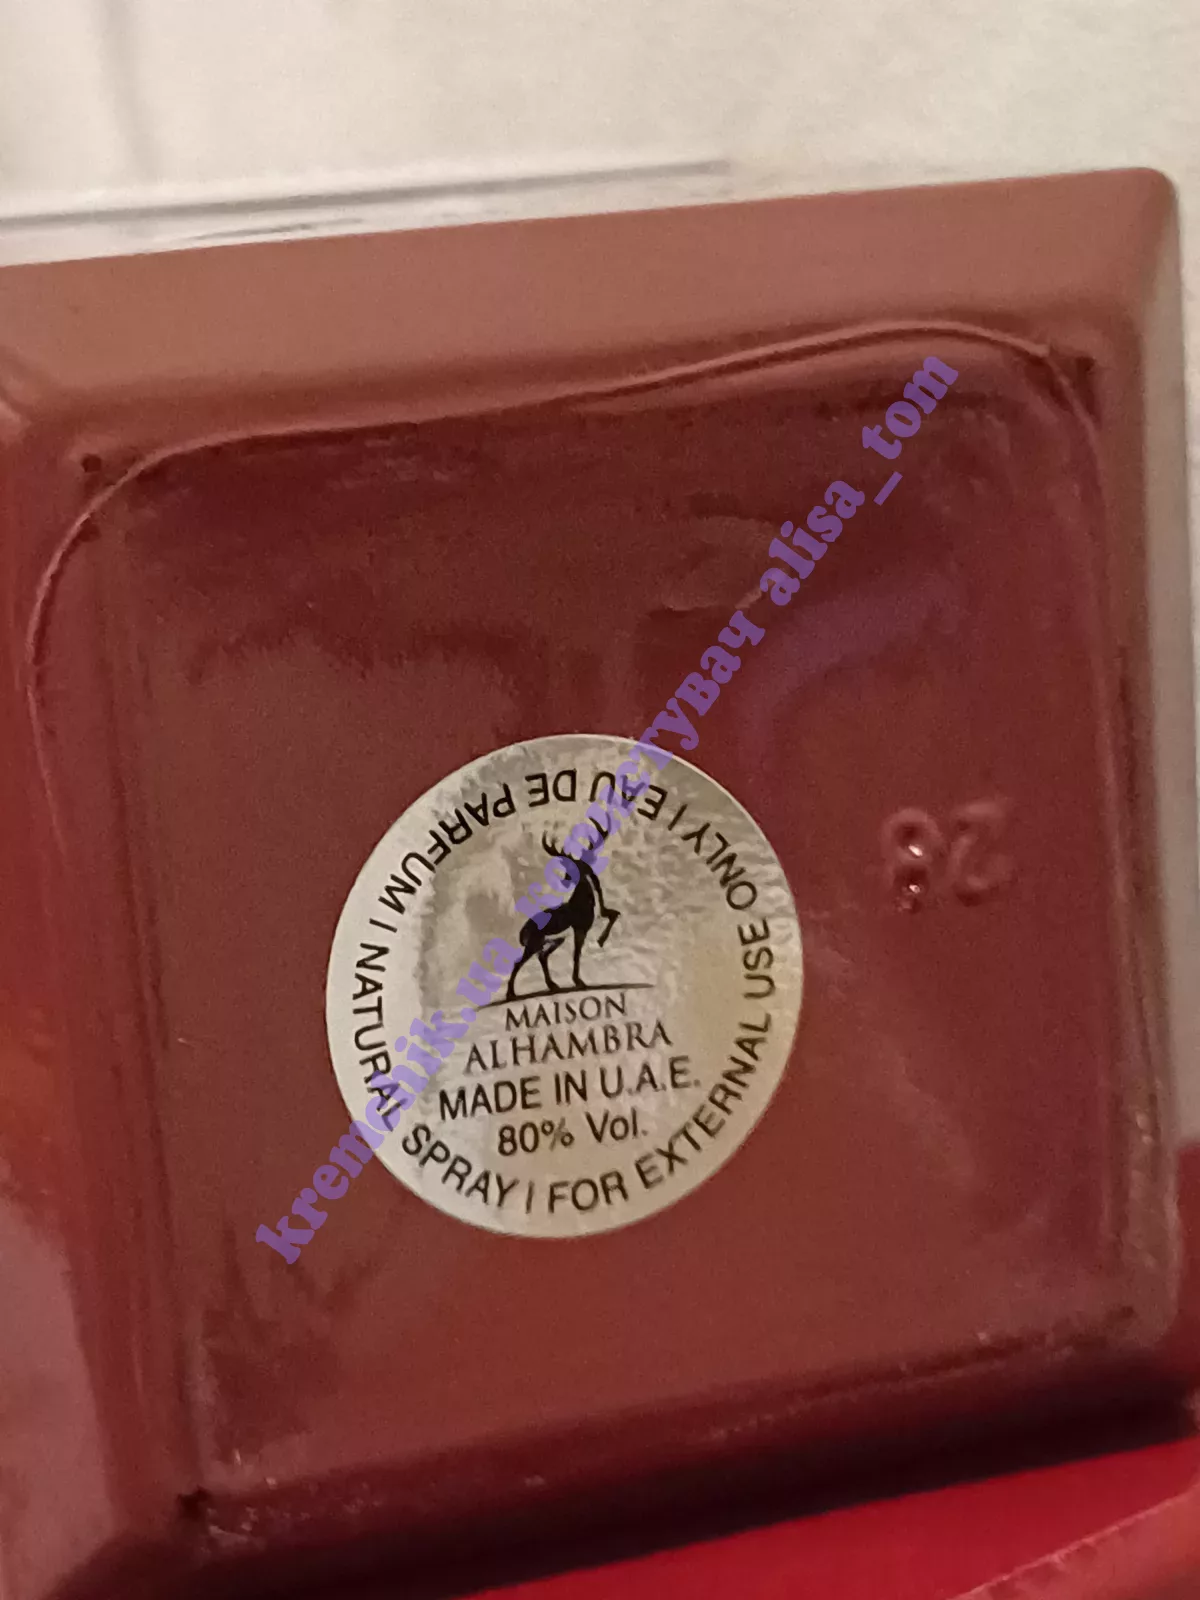 EAU DE PARFUM | NATURAL SPRAY | FOR EXTERNAL USE ONLY |
MAISON
ALHAMBRA
MADE IN U.A.E.
80% Vol.
28
kremenik.ua користувач alisa_tom